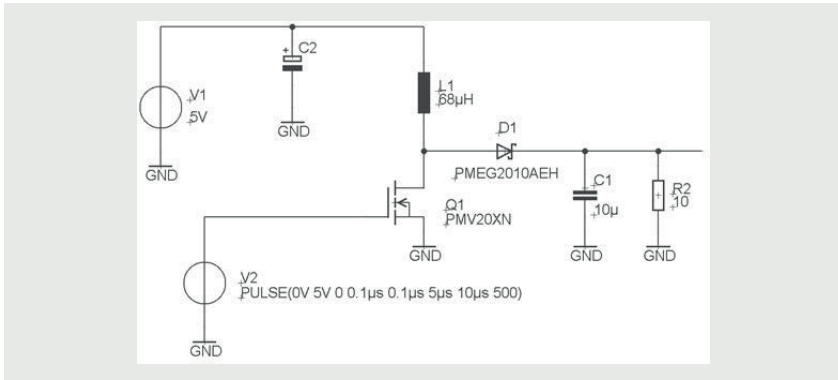 C2
V1
5V
GND
GND
L1
68µH
D1
PMEG2010AEH
Q1
PMV20XN
GND
C1
10µ
GND
R2
10
GND
V2
PULSE(0V 5V 0 0.1µs 0.1µs 5µs 10µs 500)
GND